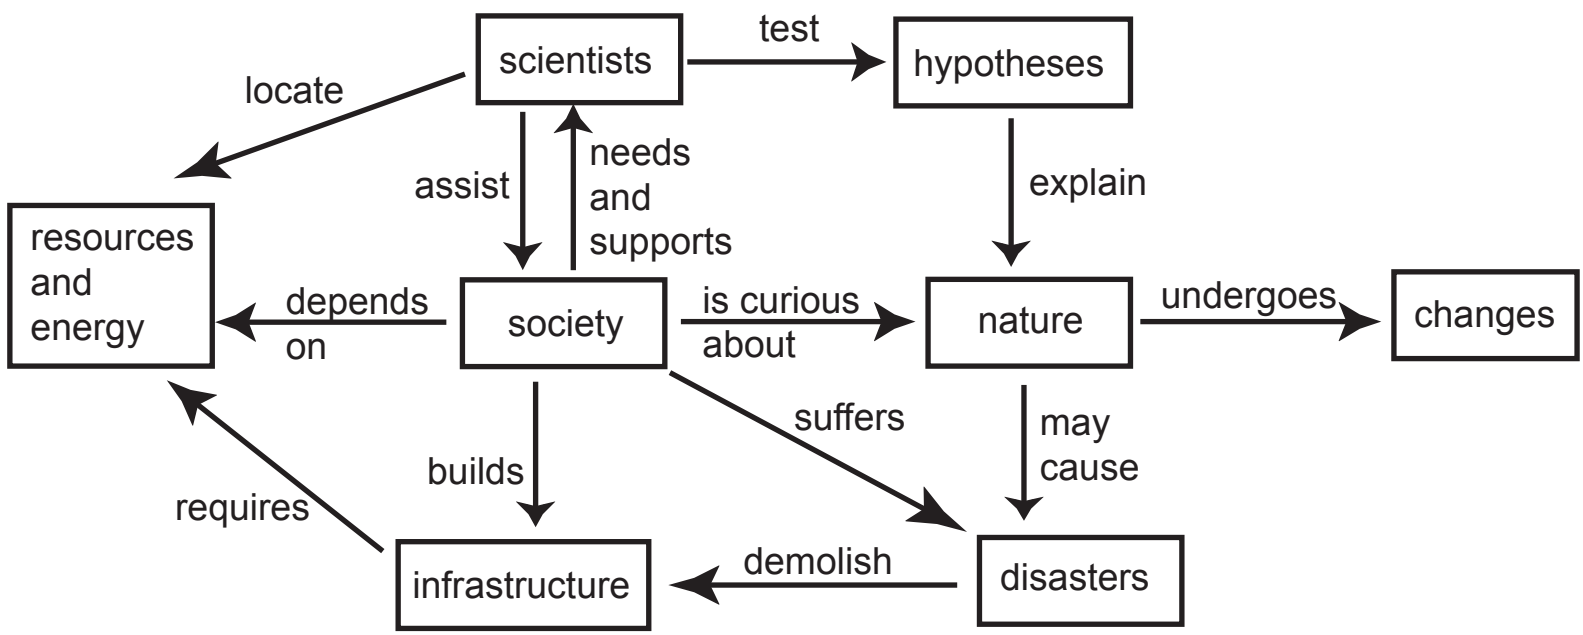 test
scientists
hypotheses
locate
needs
and
supports
assist
explain
resources
and
energy
depends
on
society
is curious
about
nature
undergoes
changes
suffers
may
cause
builds
requires
demolish
infrastructure
disasters